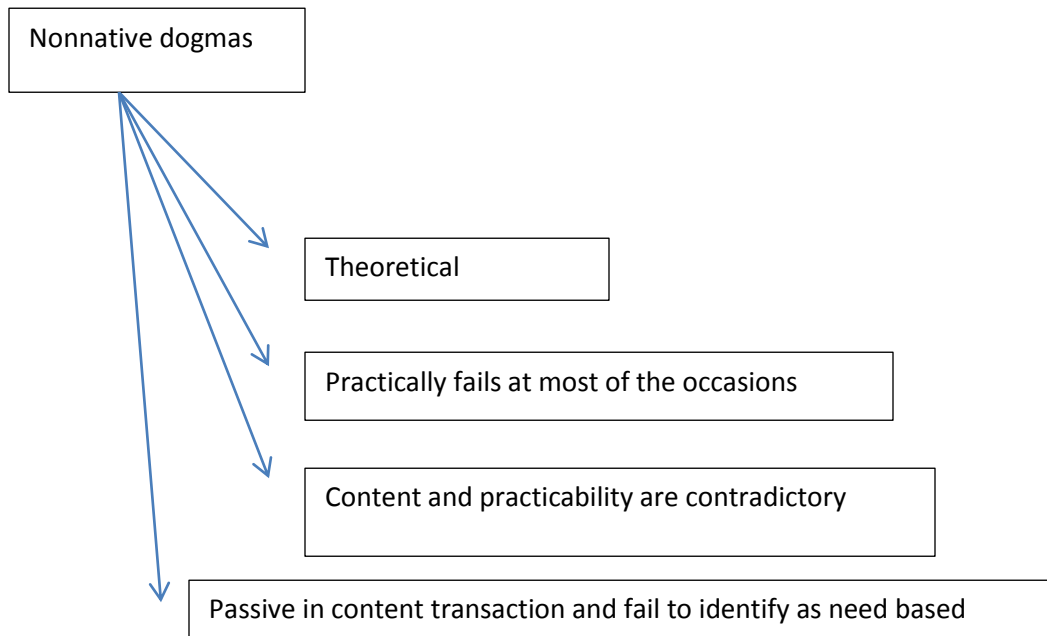 Nonnative dogmas
Theoretical
Practically fails at most of the occasions
Content and practicability are contradictory
Passive in content transaction and fail to identify as need based